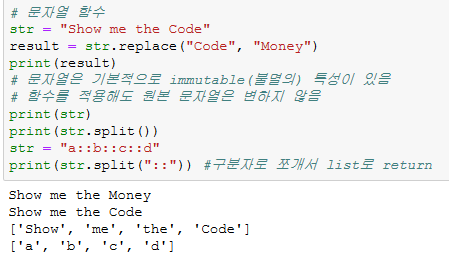 # 문자열 함수
str = "Show me the Code"
result = str.replace("Code", "Money")
print(result)
# 문자열은 기본적으로 immutable(불멸의) 특성이 있음
# 함수를 적용해도 원본 문자열은 변하지 않음
print(str)
print(str.split())
str = "a::b::c::d"
print(str.split("::")) #구분자로 쪼개서 list로 return
Show me the Money
Show me the Code
['Show', 'me', 'the', 'Code']
['a', 'b', 'c', 'd']